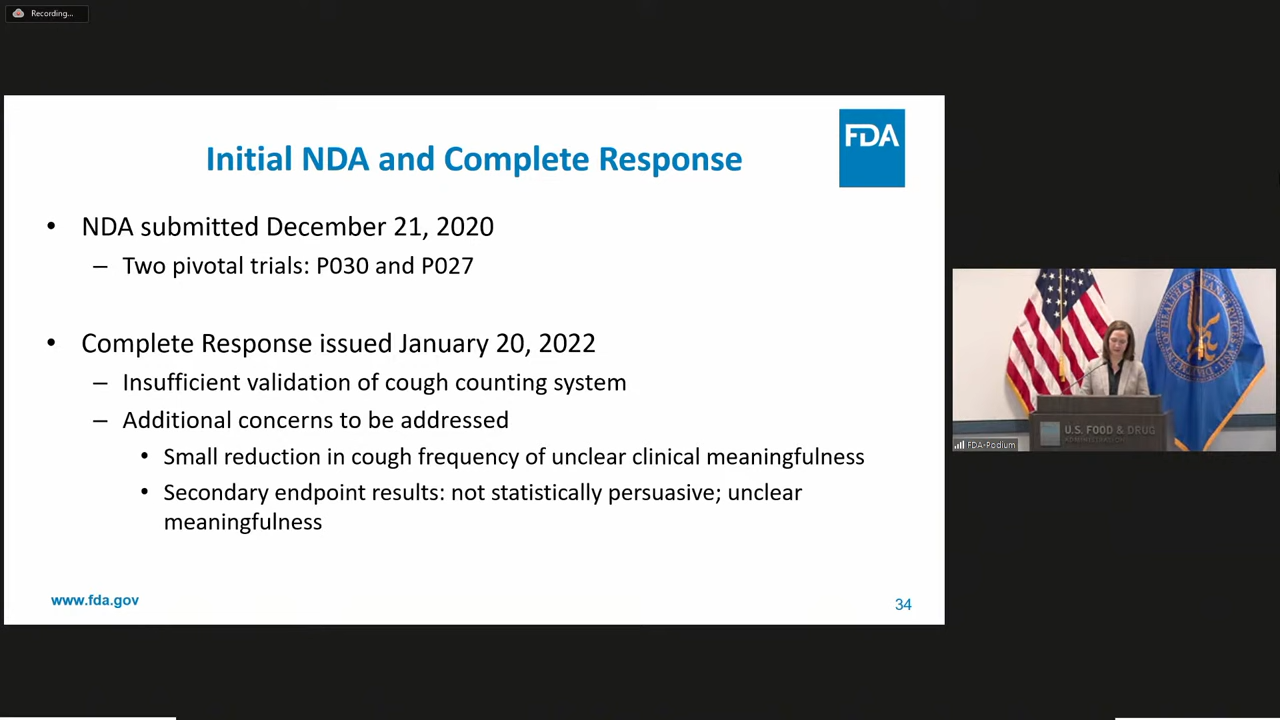 Recording...
FDA
Initial NDA and Complete Response
• NDA submitted December 21, 2020
– Two pivotal trials: P030 and P027
• Complete Response issued January 20, 2022
– Insufficient validation of cough counting system
– Additional concerns to be addressed
• Small reduction in cough frequency of unclear clinical meaningfulness
• Secondary endpoint results: not statistically persuasive; unclear
meaningfulness
www.fda.gov
34
U.S. FOOD & DRUG
ADMINISTRATION
FDA-Podium